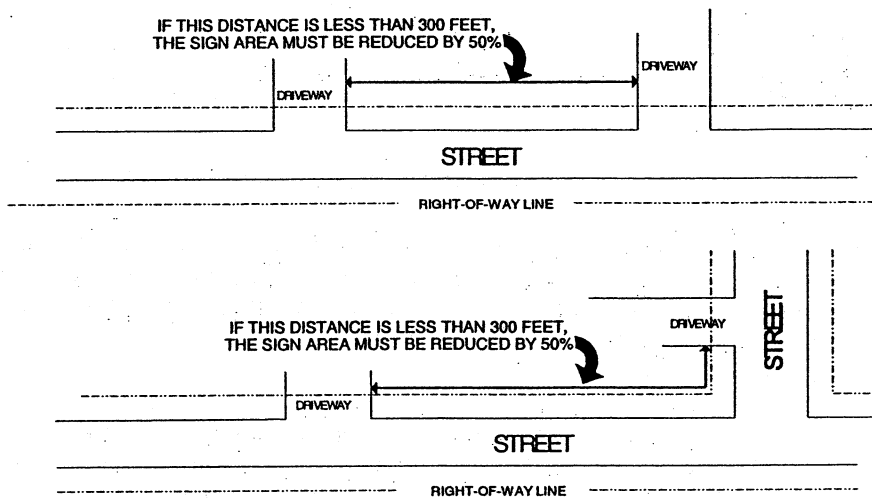 IF THIS DISTANCE IS LESS THAN 300 FEET,
THE SIGN AREA MUST BE REDUCED BY 50%
DRIVEWAY
DRIVEWAY
STREET
RIGHT-OF-WAY LINE
IF THIS DISTANCE IS LESS THAN 300 FEET,
THE SIGN AREA MUST BE REDUCED BY 50%
DRIVEWAY
STREET
DRIVEWAY
STREET
RIGHT-OF-WAY LINE